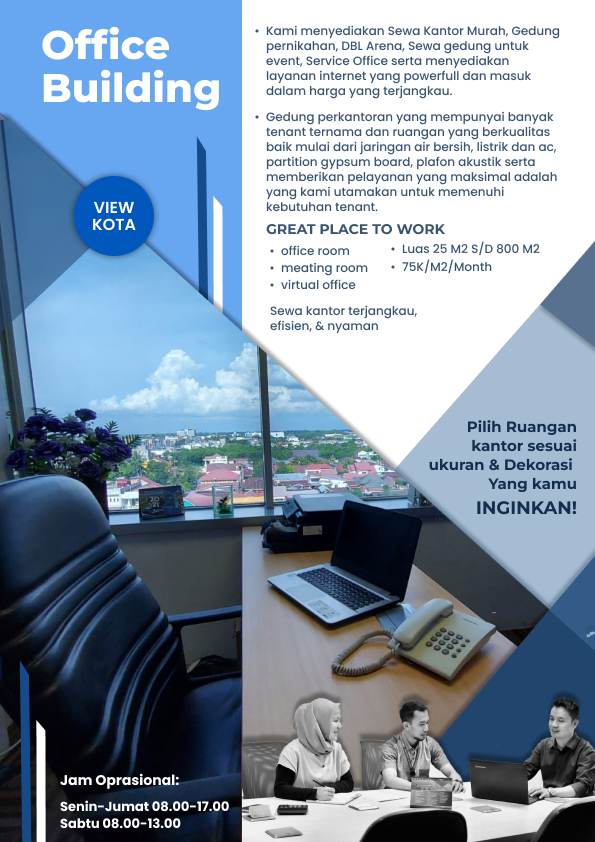 Office
Building
• Kami menyediakan Sewa Kantor Murah, Gedung
pernikahan, DBL Arena, Sewa gedung untuk
event, Service Office serta menyediakan
layanan internet yang powerfull dan masuk
dalam harga yang terjangkau.
• Gedung perkantoran yang mempunyai banyak
tenant ternama dan ruangan yang berkualitas
baik mulai dari jaringan air bersih, listrik dan ac,
partition gypsum board, plafon akustik serta
memberikan pelayanan yang maksimal adalah
yang kami utamakan untuk memenuhi
kebutuhan tenant.
VIEW
KOTA
GREAT PLACE TO WORK
• office room
• meating room
• virtual office
• Luas 25 M2 S/D 800 M2
• 75K/M2/Month
Sewa kantor terjangkau,
efisien, & nyaman
Pilih Ruangan
kantor sesuai
ukuran & Dekorasi
Yang kamu
INGINKAN!
Jam Oprasional:
Senin-Jumat 08.00-17.00
Sabtu 08.00-13.00